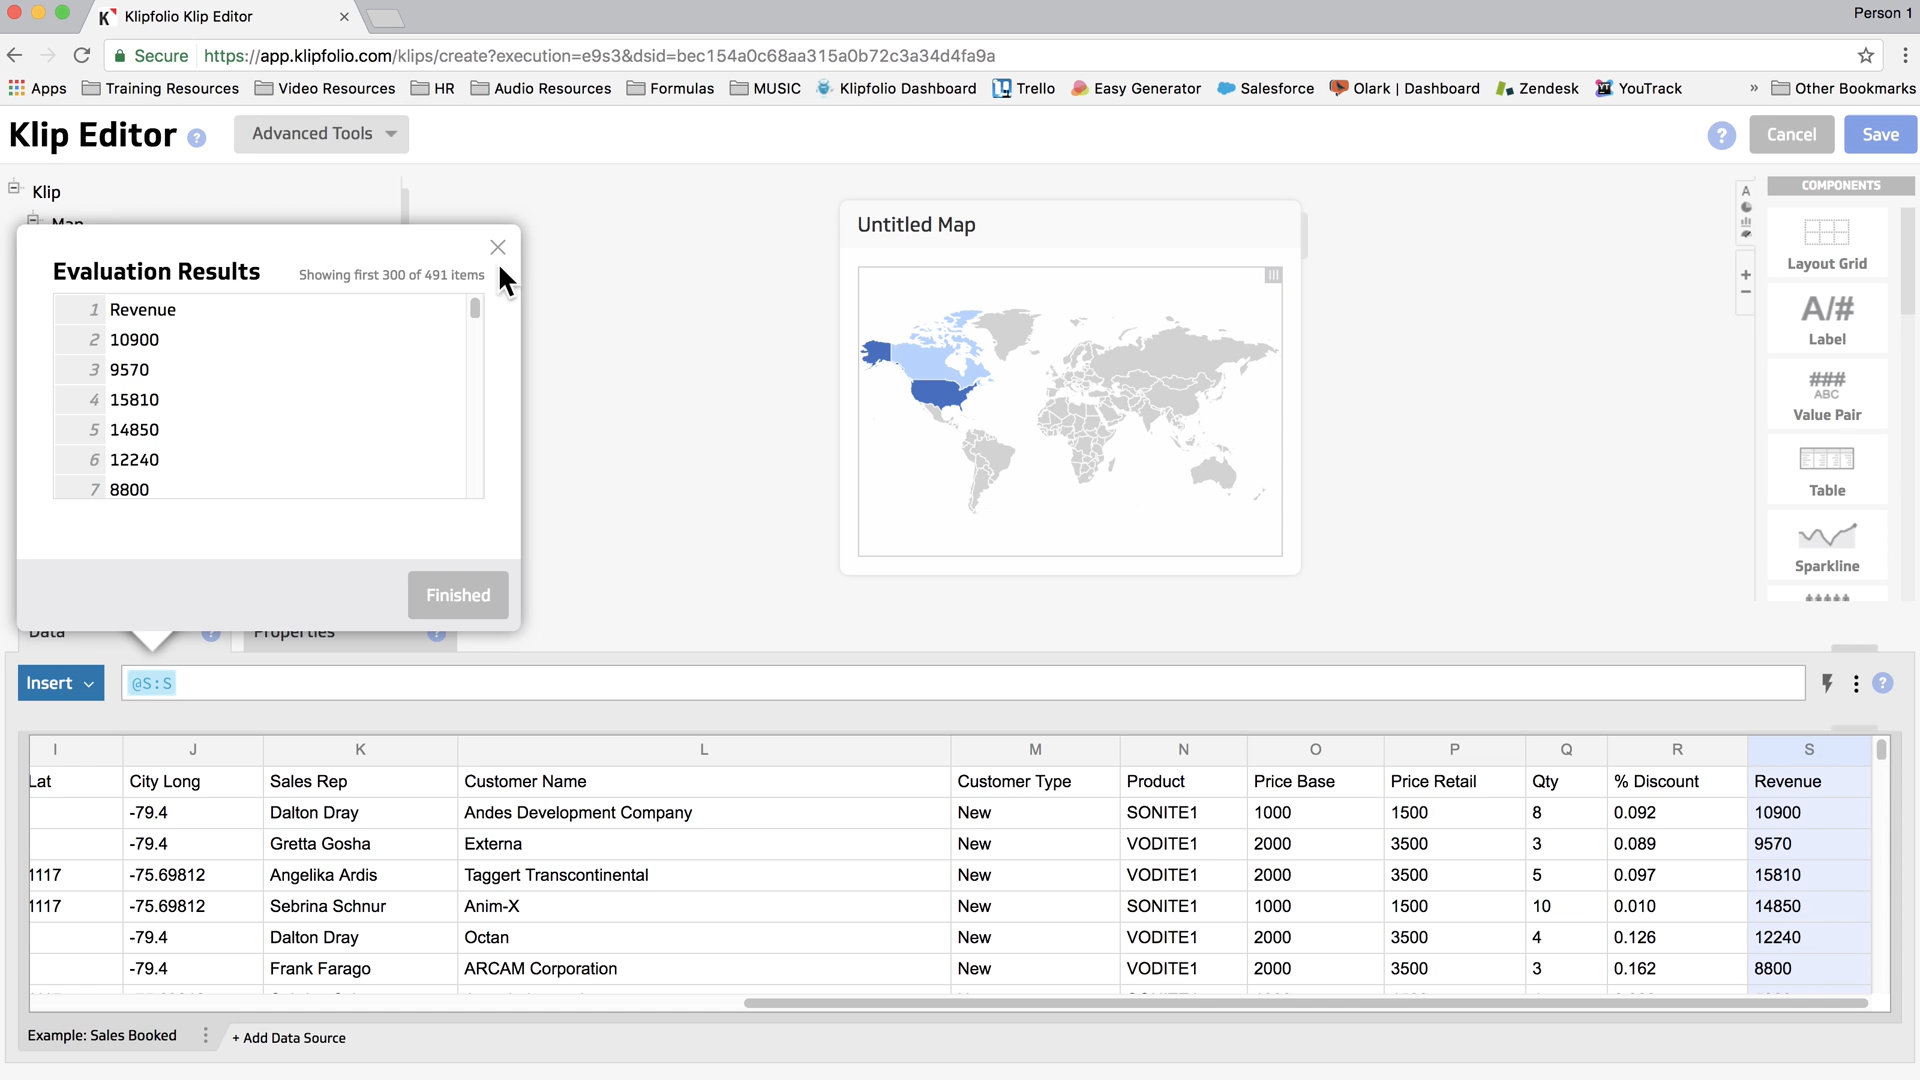 Klipfolio Klip Editor
Person 1
Secure https://app.klipfolio.com/klips/create?execution=e9s3&dsid=bec154a0c68aa315a0b72c3a34d4fa9a
Apps Training Resources Video Resources HR Audio Resources Formulas MUSIC Klipfolio Dashboard Trello Easy Generator Salesforce Olark | Dashboard Zendesk YouTrack » Other Bookmarks
Klip Editor ? Advanced Tools ? Cancel Save
Klip
Map
COMPONENTS
Layout Grid
A/#
Label
###
ABC
Value Pair
Table
Sparkline
Untitled Map
Evaluation Results Showing first 300 of 491 items
1 Revenue
2 10900
3 9570
4 15810
5 14850
6 12240
7 8800
Finished
Data ? Properties ?
Insert @S:S ?
I J K L M N O P Q R S
Lat City Long Sales Rep Customer Name Customer Type Product Price Base Price Retail Qty % Discount Revenue
-79.4 Dalton Dray Andes Development Company New SONITE1 1000 1500 8 0.092 10900
-79.4 Gretta Gosha Externa New VODITE1 2000 3500 3 0.089 9570
1117 -75.69812 Angelika Ardis Taggert Transcontinental New VODITE1 2000 3500 5 0.097 15810
1117 -75.69812 Sebrina Schnur Anim-X New SONITE1 1000 1500 10 0.010 14850
-79.4 Dalton Dray Octan New VODITE1 2000 3500 4 0.126 12240
-79.4 Frank Farago ARCAM Corporation New VODITE1 2000 3500 3 0.162 8800
Example: Sales Booked + Add Data Source